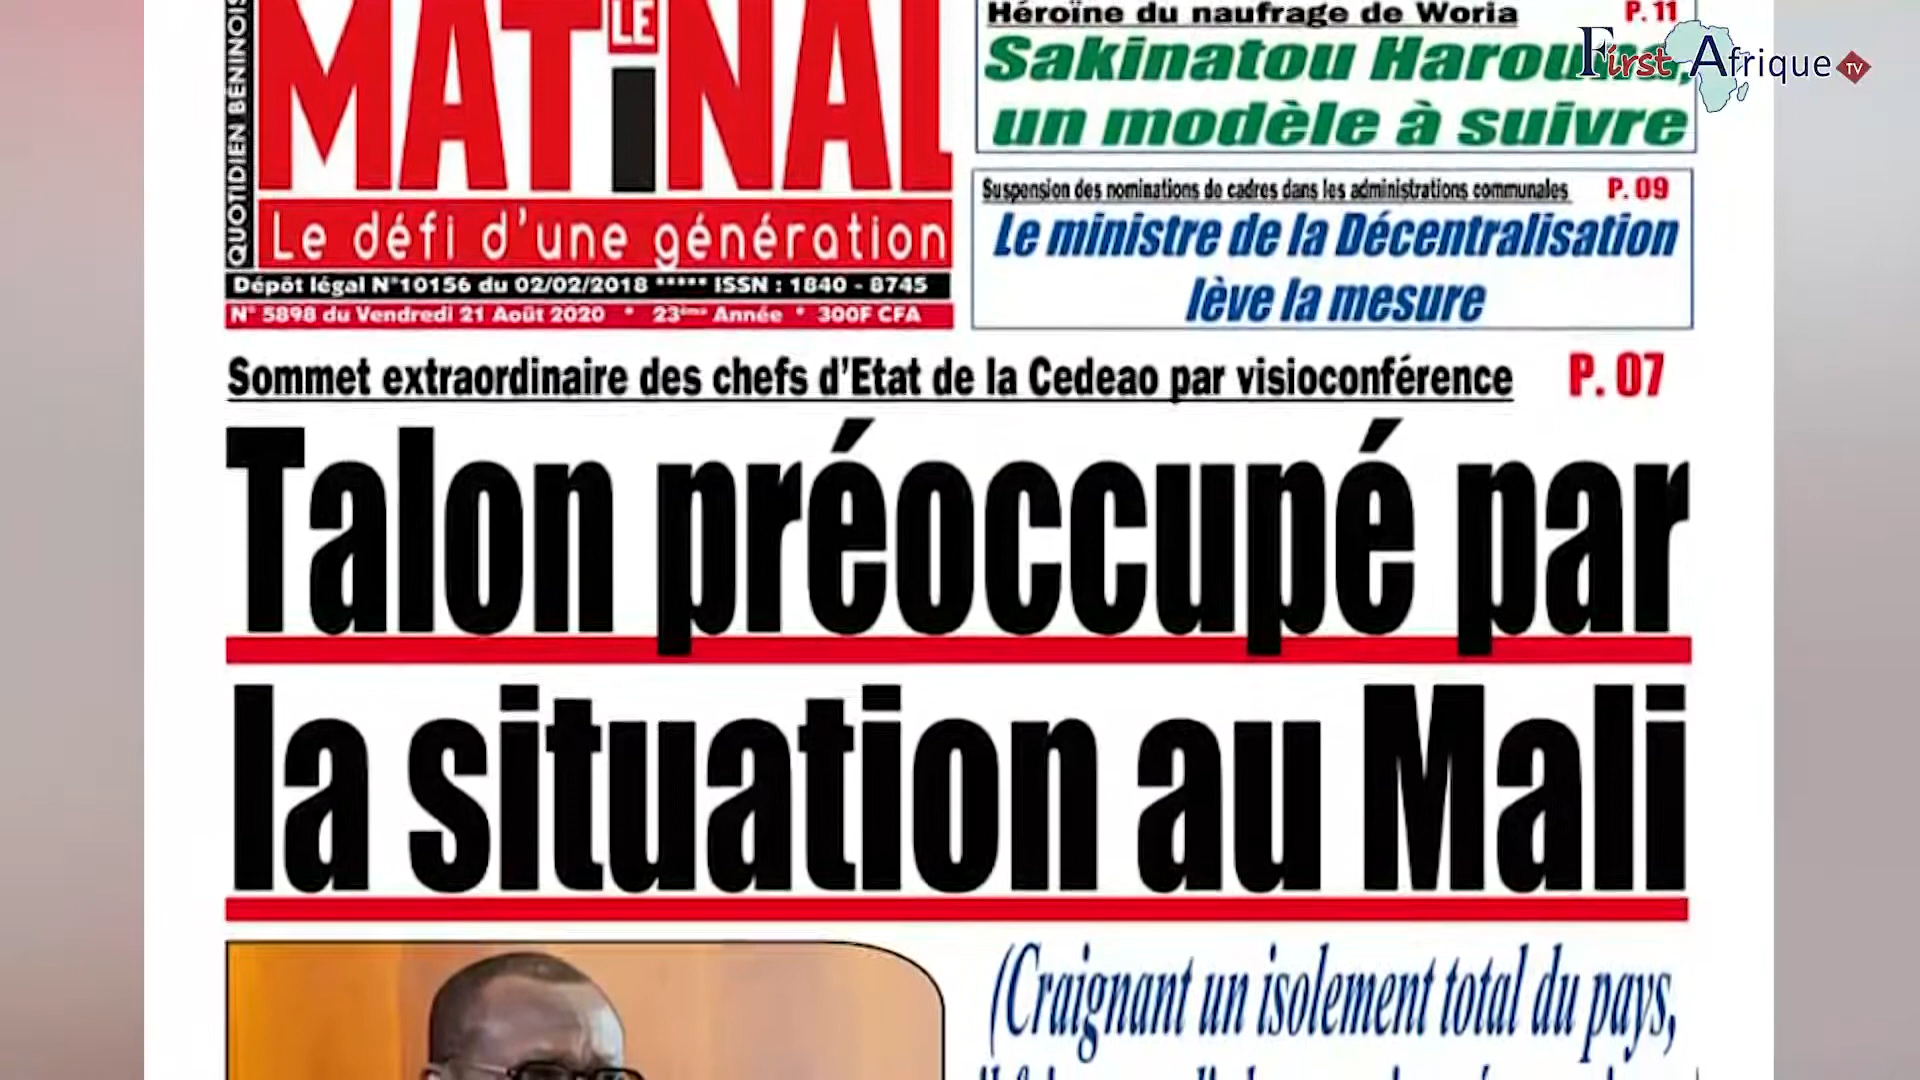 QUOTIDIEN BÉNINOIS
LE
MATiNAL
Le défi d'une génération
Dépôt légal N°10156 du 02/02/2018 ***** ISSN : 1840 - 8745
N° 5898 du Vendredi 21 Août 2020 * 23ème Année * 300F CFA
Héroïne du naufrage de Woria P. 11
Sakinatou
un modèle à suivre
First Afrique TV
Suspension des nominations de cadres dans les administrations communales P. 09
Le ministre de la Décentralisation
lève la mesure
Sommet extraordinaire des chefs d'Etat de la Cedeao par visioconférence P. 07
Talon préoccupé par
la situation au Mali
(Craignant un isolement total du pays,